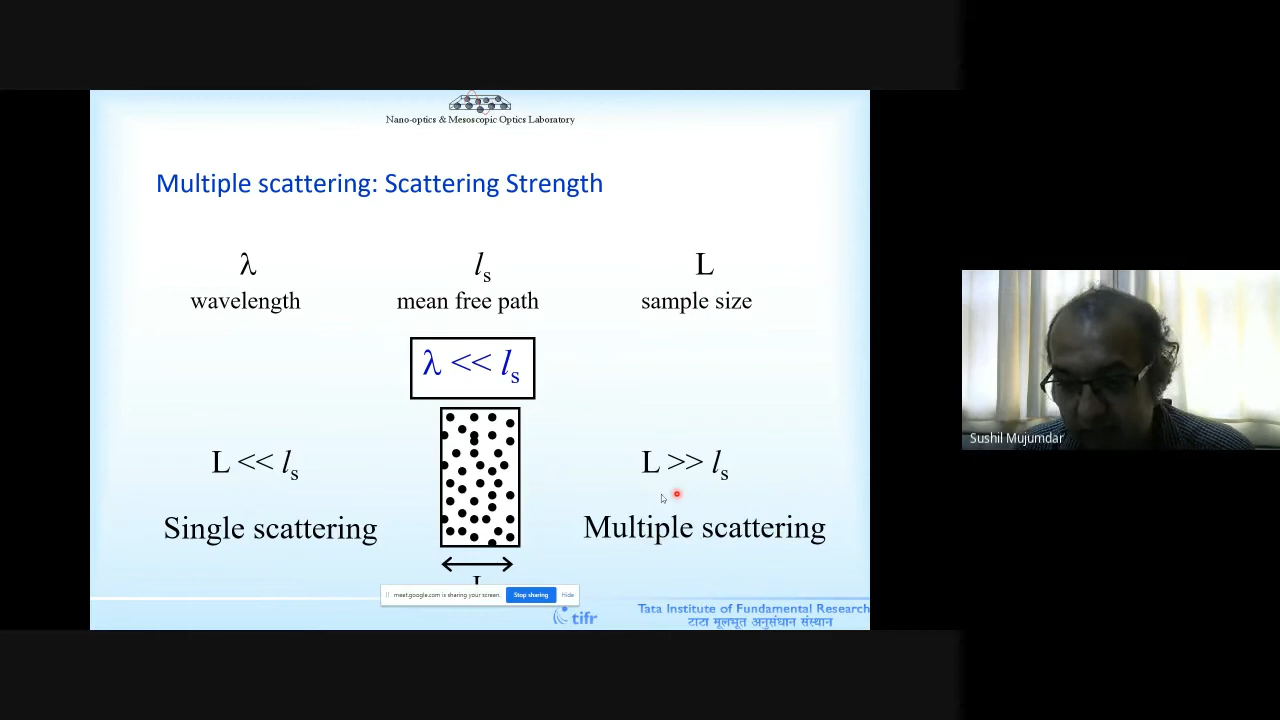 Nano-optics & Mesoscopic Optics Laboratory
Multiple scattering: Scattering Strength
λ
wavelength
lₛ
mean free path
L
sample size
λ << lₛ
L << lₛ
Single scattering
L >> lₛ
Multiple scattering
meet.google.com is sharing your screen. Stop sharing Hide
tifr
Tata Institute of Fundamental Research
टाटा मूलभूत अनुसंधान संस्थान
Sushil Mujumdar